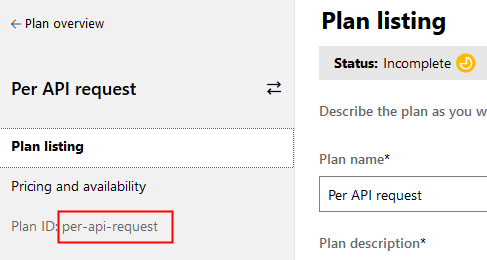 ← Plan overview
Per API request
Plan listing
Pricing and availability
Plan ID: per-api-request
Plan listing
Status: Incomplete
Describe the plan as you w
Plan name*
Per API request
Plan description*